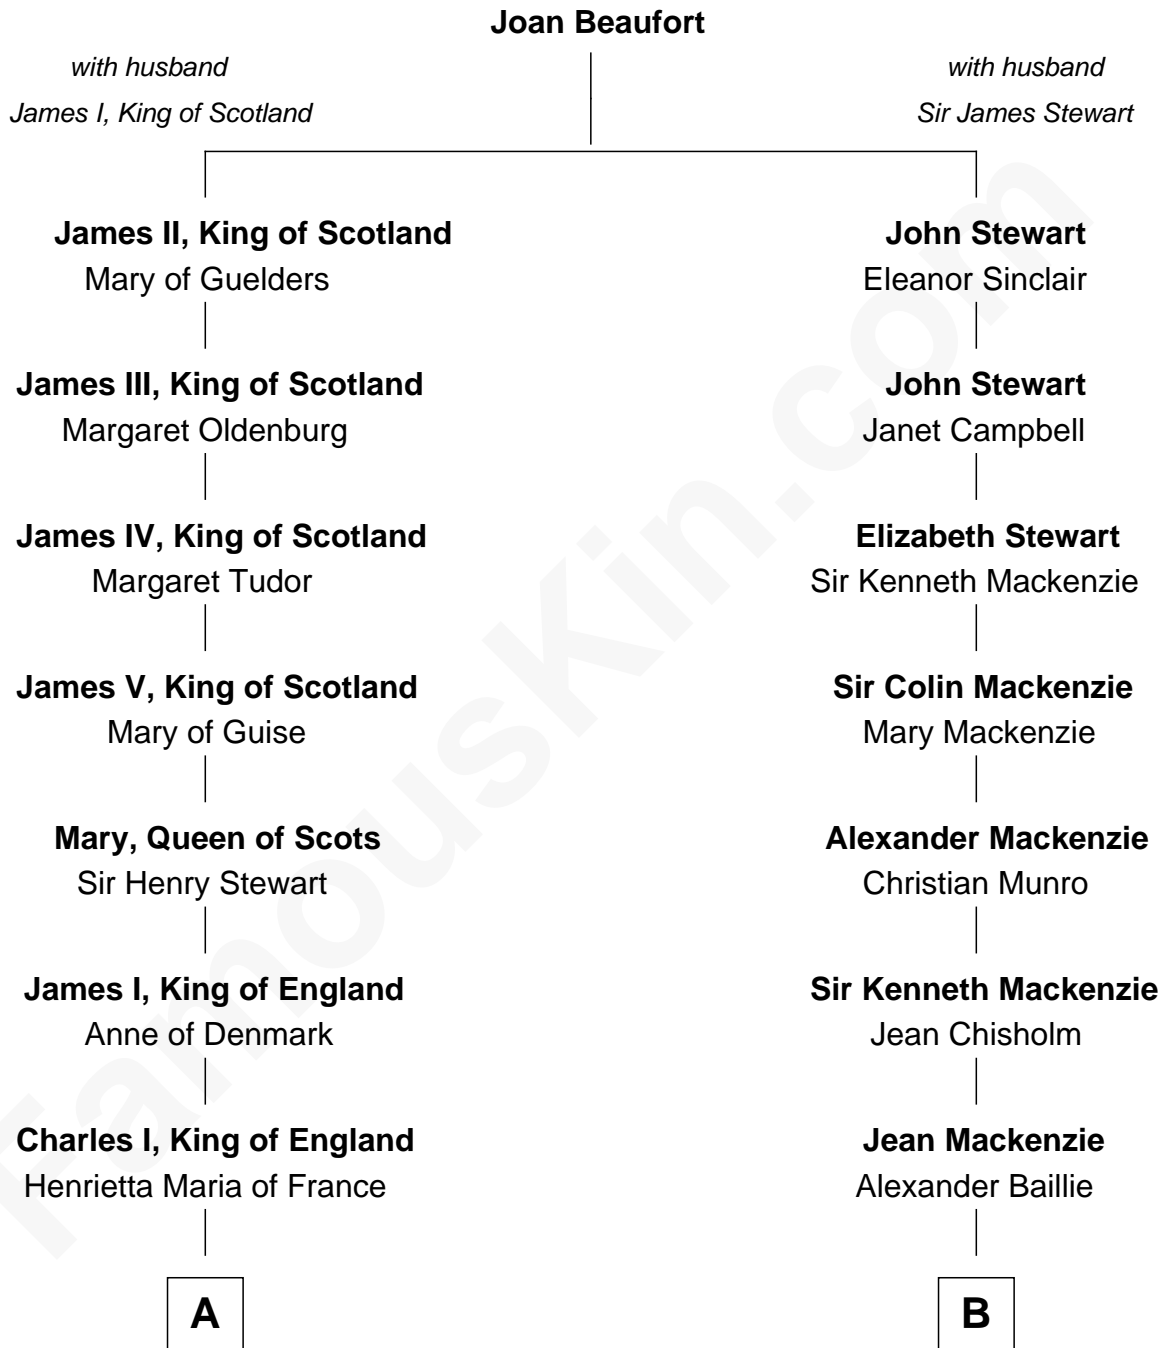 Joan Beaufort
with husband
James I, King of Scotland
with husband
Sir James Stewart
James II, King of Scotland
Mary of Guelders
John Stewart
Eleanor Sinclair
James III, King of Scotland
Margaret Oldenburg
John Stewart
Janet Campbell
James IV, King of Scotland
Margaret Tudor
Elizabeth Stewart
Sir Kenneth Mackenzie
James V, King of Scotland
Mary of Guise
Sir Colin Mackenzie
Mary Mackenzie
Mary, Queen of Scots
Sir Henry Stewart
Alexander Mackenzie
Christian Munro
James I, King of England
Anne of Denmark
Sir Kenneth Mackenzie
Jean Chisholm
Charles I, King of England
Henrietta Maria of France
Jean Mackenzie
Alexander Baillie
A
B
FamousKin.com